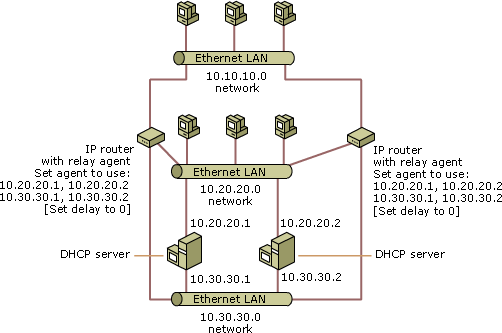 Ethernet LAN
10.10.10.0
network
IP router
with relay agent
Set agent to use:
10.20.20.1, 10.20.20.2
10.30.30.1, 10.30.30.2
[Set delay to 0]
IP router
with relay agent
Set agent to use:
10.20.20.1, 10.20.20.2
10.30.30.1, 10.30.30.2
[Set delay to 0]
Ethernet LAN
10.20.20.0
network
10.20.20.1
10.20.20.2
DHCP server
DHCP server
10.30.30.1
10.30.30.2
Ethernet LAN
10.30.30.0
network